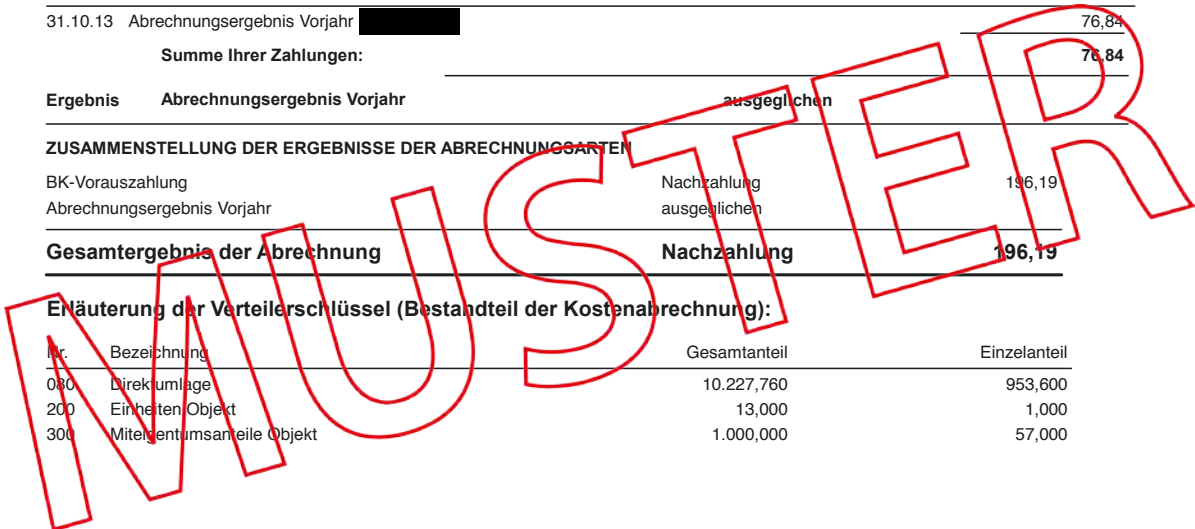 31.10.13 Abrechnungsergebnis Vorjahr 76,84
Summe Ihrer Zahlungen: 76,84
Ergebnis Abrechnungsergebnis Vorjahr ausgeglichen
ZUSAMMENSTELLUNG DER ERGEBNISSE DER ABRECHNUNGSARTEN
BK-Vorauszahlung Nachzahlung 196,19
Abrechnungsergebnis Vorjahr ausgeglichen
Gesamtergebnis der Abrechnung Nachzahlung 196,19
Erläuterung der Verteilerschlüssel (Bestandteil der Kostenabrechnung):
Nr. Bezeichnung Gesamtanteil Einzelanteil
080 Direktumlage 10.227,760 953,600
200 Einheiten Objekt 13,000 1,000
300 Miteigentumsanteile Objekt 1.000,000 57,000
MUSTER